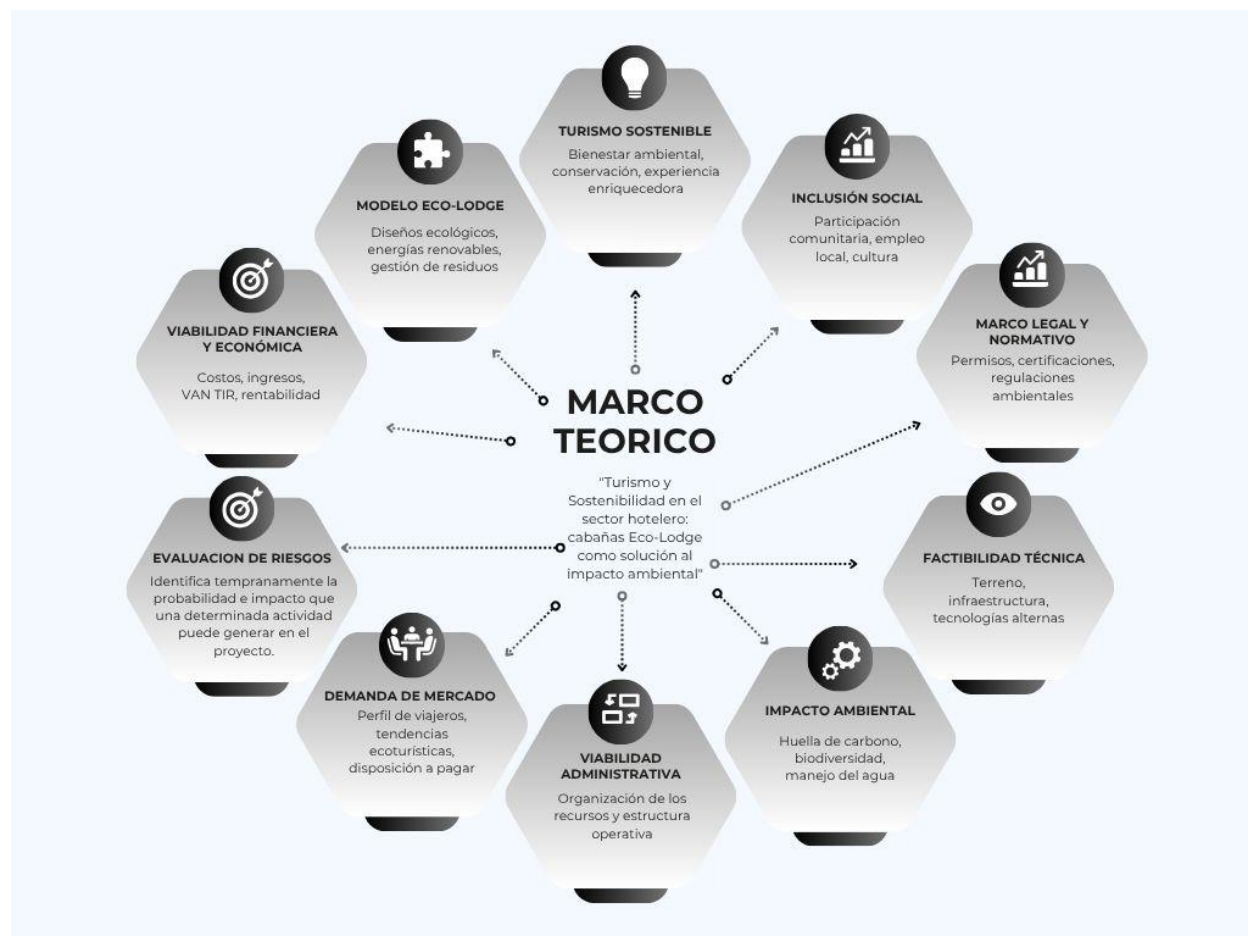 TURISMO SOSTENIBLE
Bienestar ambiental,
conservación, experiencia
enriquecedora
INCLUSIÓN SOCIAL
Participación
comunitaria, empleo
local, cultura
MARCO LEGAL Y
NORMATIVO
Permisos, certificaciones,
regulaciones
ambientales
FACTIBILIDAD TÉCNICA
Terreno,
infraestructura,
tecnologías alternas
IMPACTO AMBIENTAL
Huella de carbono,
biodiversidad,
manejo del agua
VIABILIDAD
ADMINISTRATIVA
Organización de los
recursos y estructura
operativa
DEMANDA DE MERCADO
Perfil de viajeros,
tendencias
ecoturísticas,
disposición a pagar
EVALUACION DE RIESGOS
Identifica tempranamente la
probabilidad e impacto que
una determinada actividad
puede generar en el
proyecto.
VIABILIDAD FINANCIERA
Y ECONÓMICA
Costos, ingresos,
VAN TIR, rentabilidad
MODELO ECO-LODGE
Diseños ecológicos,
energías renovables,
gestión de residuos
MARCO
TEORICO
"Turismo y
Sostenibilidad en el
sector hotelero:
cabañas Eco-Lodge
como solución al
impacto ambiental"